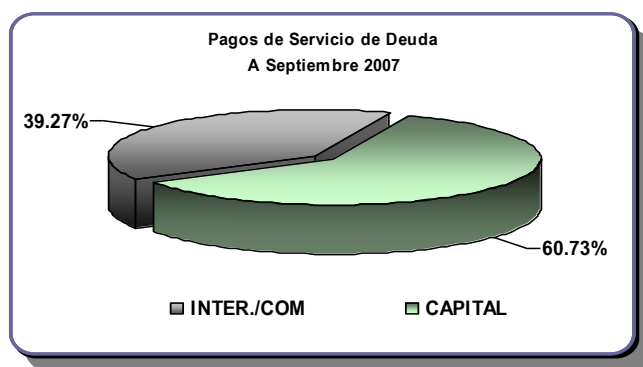 Pagos de Servicio de Deuda
A Septiembre 2007
39.27%
60.73%
INTER./COM
CAPITAL